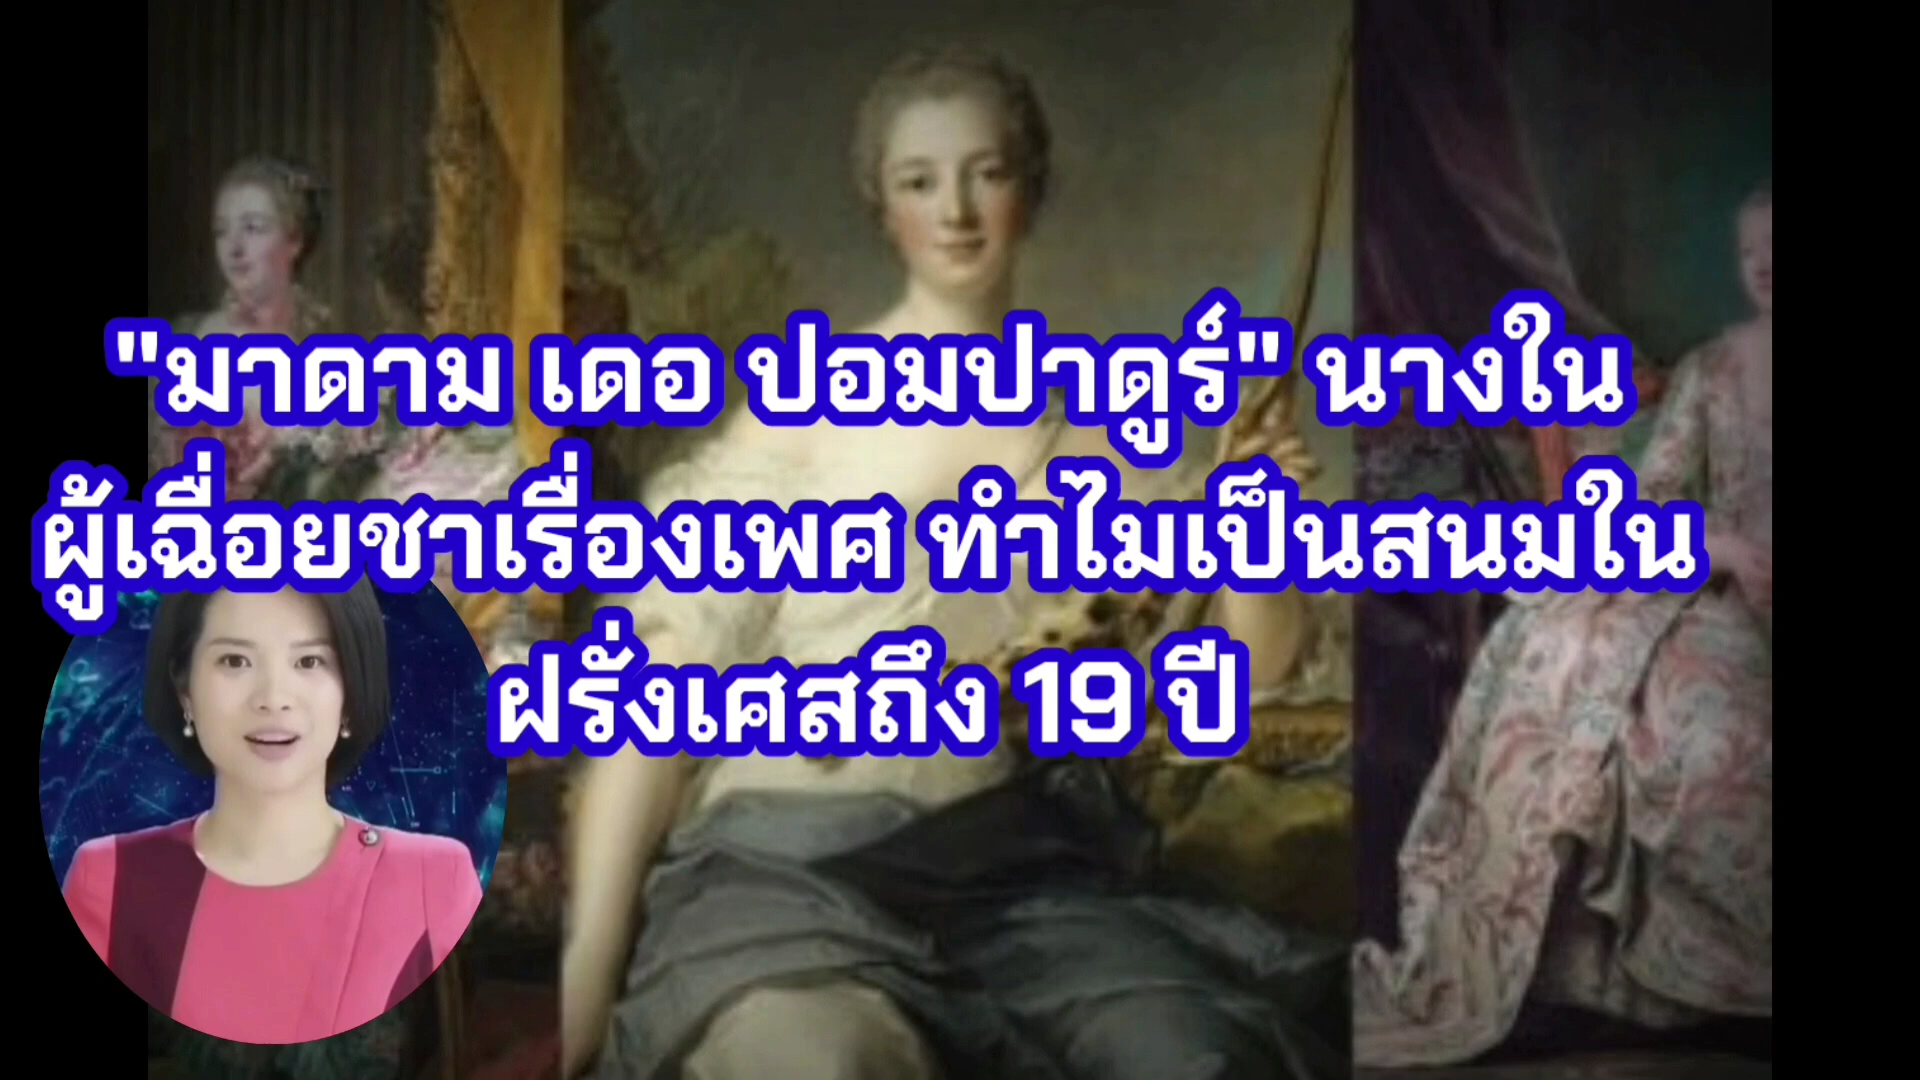 "มาดาม เดอ ปอมปาดูร์" นางใน
ผู้เฉื่อยชาเรื่องเพศ ทำไมเป็นสนมใน
ฝรั่งเศสถึง 19 ปี